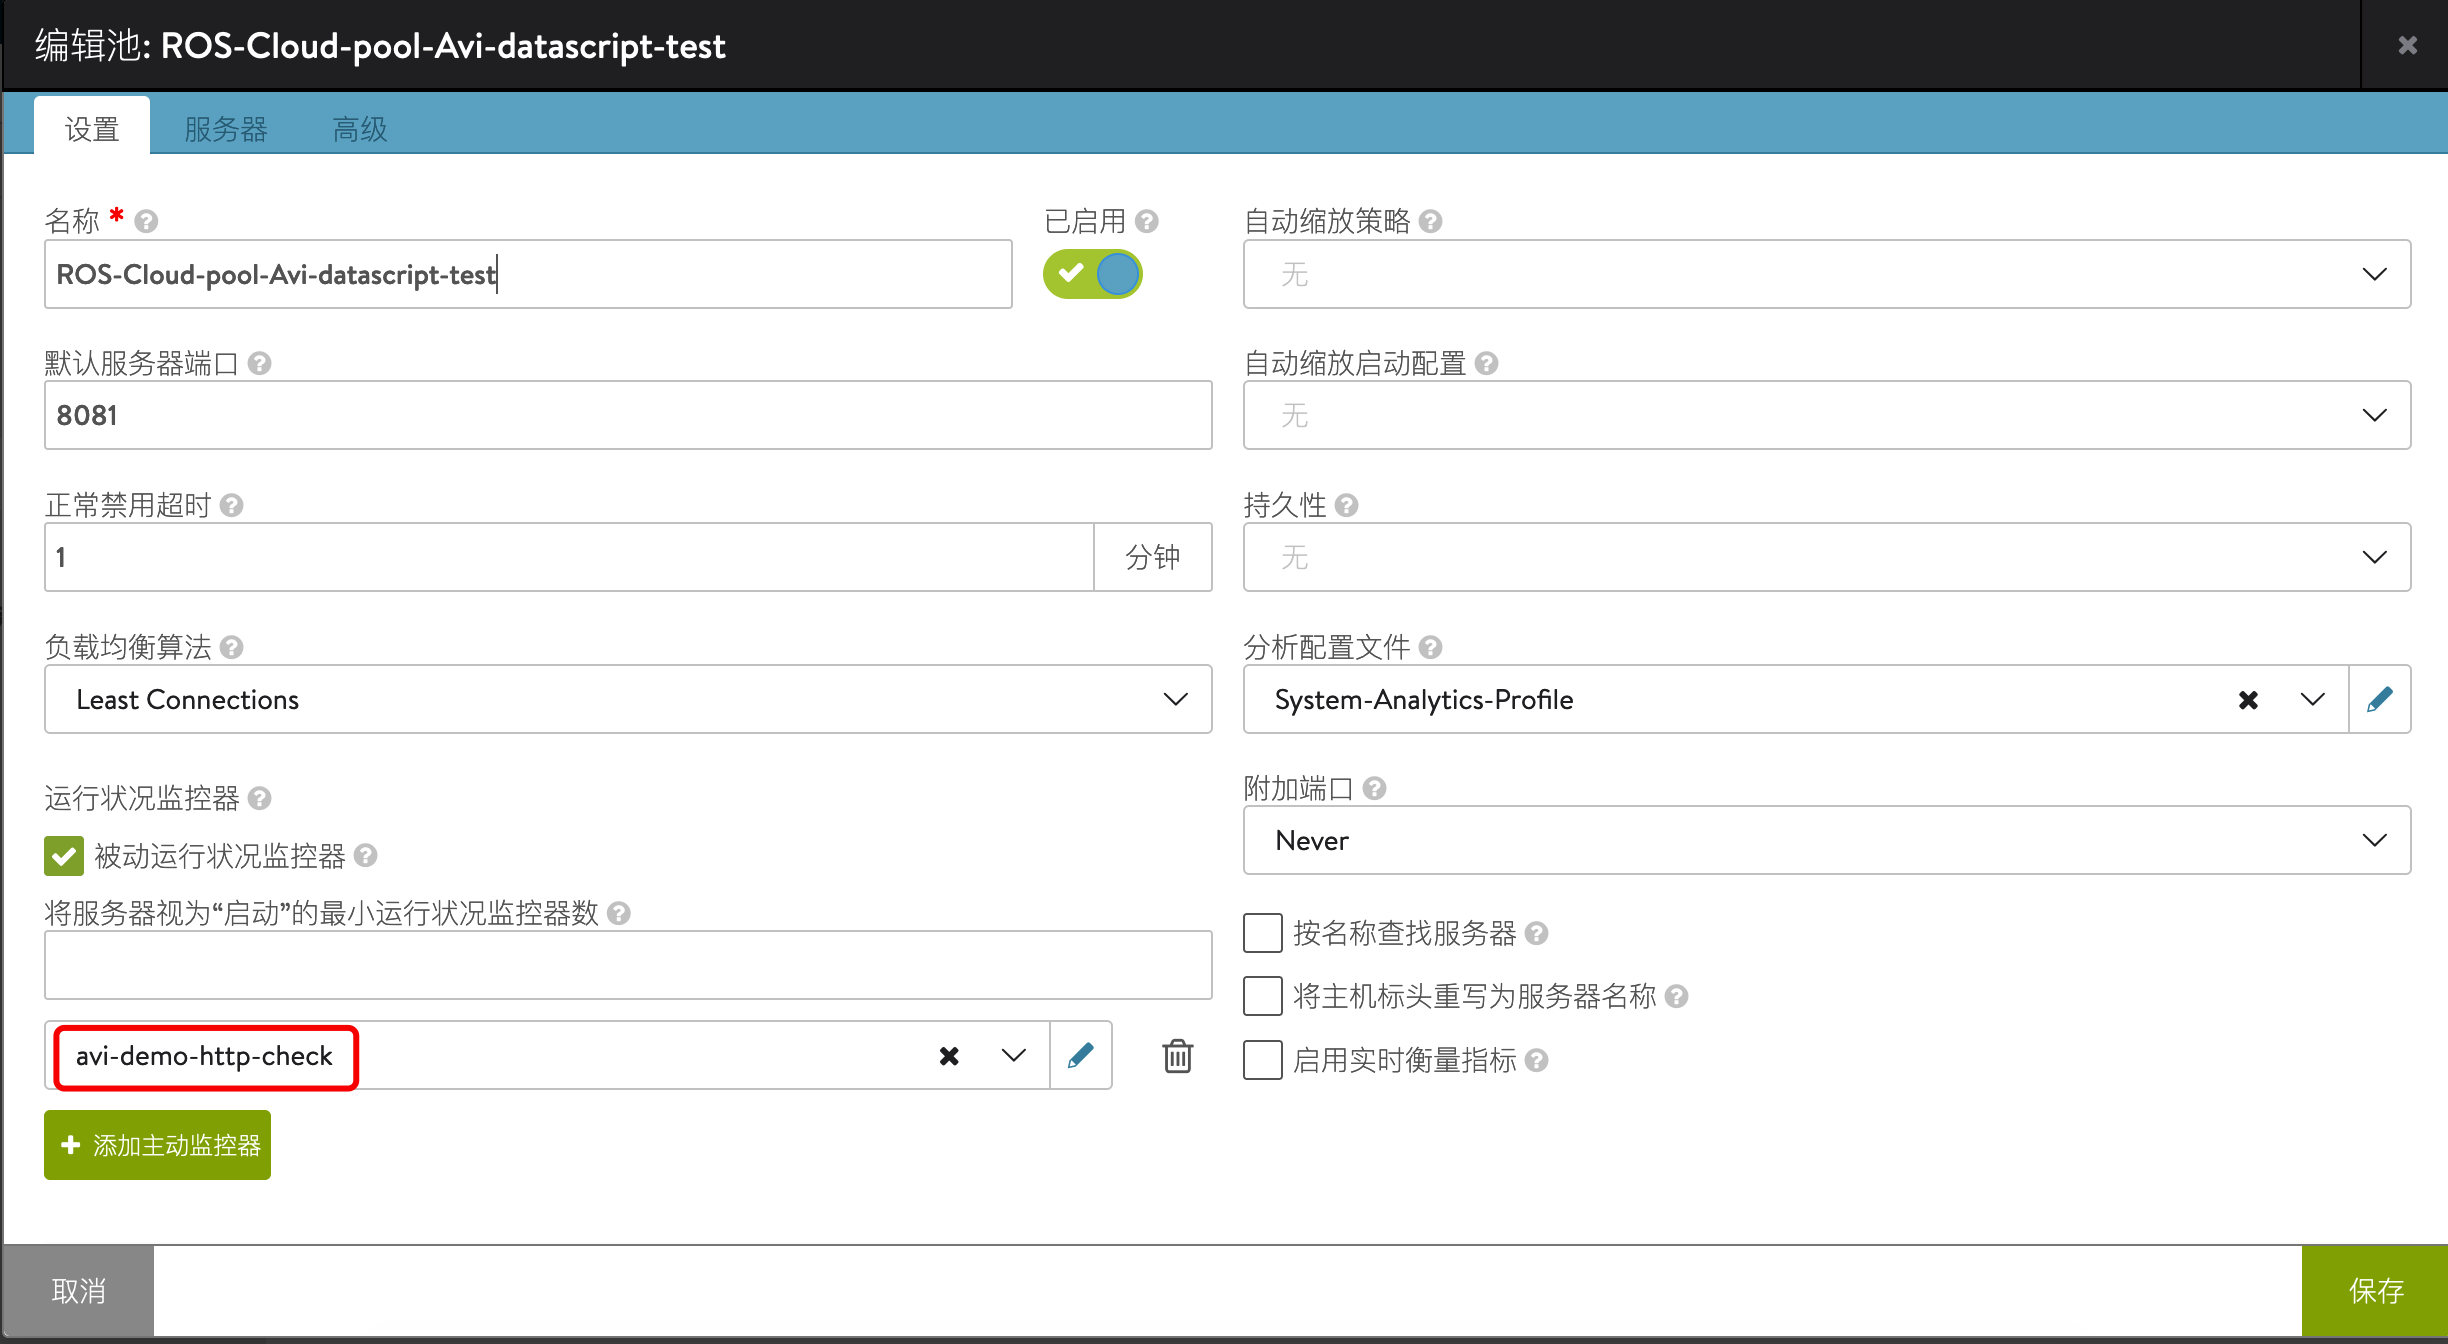 编辑池: ROS-Cloud-pool-Avi-datascript-test
设置 服务器 高级
名称 *
ROS-Cloud-pool-Avi-datascript-test
已启用
自动缩放策略
无
默认服务器端口
8081
自动缩放启动配置
无
正常禁用超时
1 分钟
持久性
无
负载均衡算法
Least Connections
分析配置文件
System-Analytics-Profile
运行状况监控器
被动运行状况监控器
将服务器视为“启动”的最小运行状况监控器数
avi-demo-http-check
添加主动监控器
附加端口
Never
按名称查找服务器
将主机标头重写为服务器名称
启用实时衡量指标
取消
保存